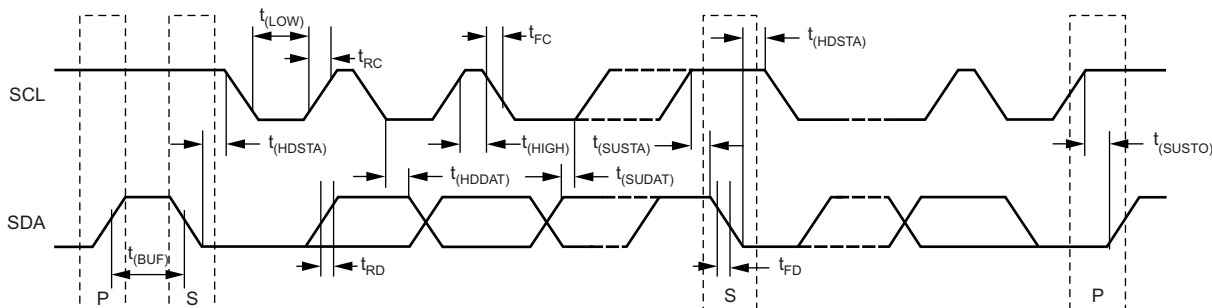 t(LOW)
tRC
tFC
t(HDSTA)
SCL
t(HDSTA)
t(HIGH)
t(SUSTA)
t(SUSTO)
t(HDDAT)
t(SUDAT)
SDA
t(BUF)
tRD
tFD
P
S
S
P